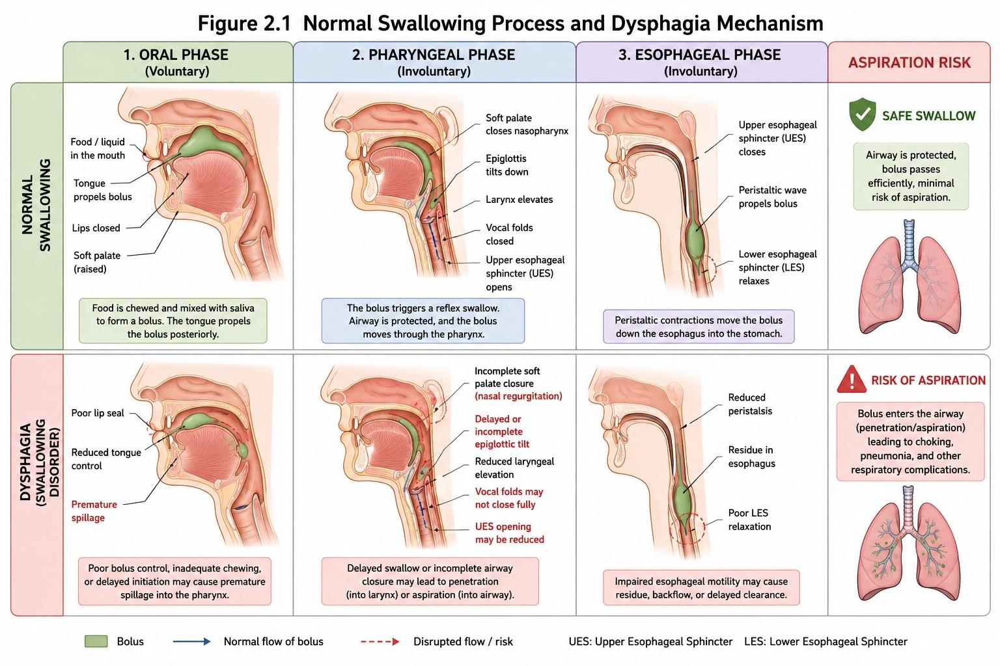 Figure 2.1 Normal Swallowing Process and Dysphagia Mechanism
1. ORAL PHASE
(Voluntary)
2. PHARYNGEAL PHASE
(Involuntary)
3. ESOPHAGEAL PHASE
(Involuntary)
ASPIRATION RISK
NORMAL
SWALLOWING
Food / liquid
in the mouth
Tongue
propels bolus
Lips closed
Soft palate
(raised)
Food is chewed and mixed with saliva
to form a bolus. The tongue propels
the bolus posteriorly.
Soft palate
closes nasopharynx
Epiglottis
tilts down
Larynx elevates
Vocal folds
closed
Upper esophageal
sphincter (UES)
opens
The bolus triggers a reflex swallow.
Airway is protected, and the bolus
moves through the pharynx.
Upper esophageal
sphincter (UES)
closes
Peristaltic wave
propels bolus
Lower esophageal
sphincter (LES)
relaxes
Peristaltic contractions move the bolus
down the esophagus into the stomach.
SAFE SWALLOW
Airway is protected,
bolus passes
efficiently, minimal
risk of aspiration.
DYSPHAGIA
(SWALLOWING
DISORDER)
Poor lip seal
Reduced tongue
control
Premature
spillage
Poor bolus control, inadequate chewing,
or delayed initiation may cause premature
spillage into the pharynx.
Incomplete soft
palate closure
(nasal regurgitation)
Delayed or
incomplete
epiglottic tilt
Reduced laryngeal
elevation
Vocal folds may
not close fully
UES opening
may be reduced
Delayed swallow or incomplete airway
closure may lead to penetration
(into larynx) or aspiration (into airway).
Reduced
peristalsis
Residue in
esophagus
Poor LES
relaxation
Impaired esophageal motility may cause
residue, backflow, or delayed clearance.
RISK OF ASPIRATION
Bolus enters the airway
(penetration/aspiration)
leading to choking,
pneumonia, and other
respiratory complications.
Bolus
Normal flow of bolus
Disrupted flow / risk
UES: Upper Esophageal Sphincter
LES: Lower Esophageal Sphincter